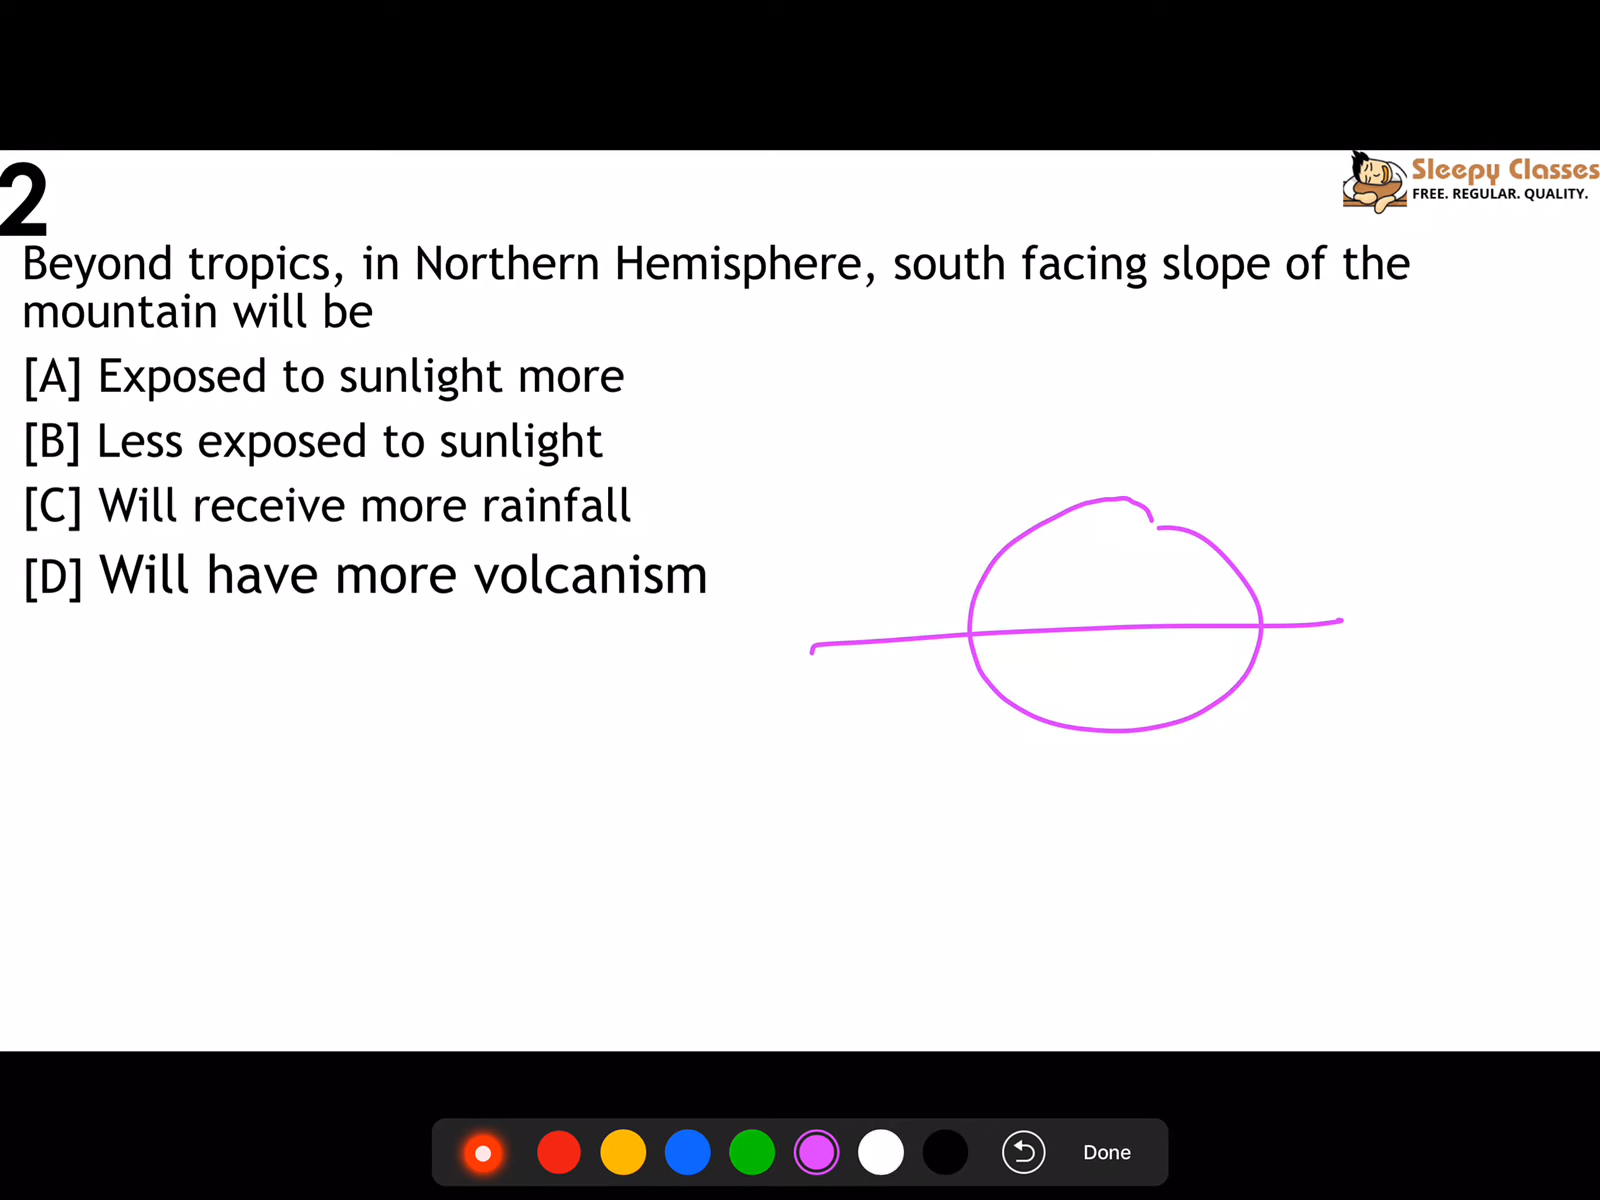 2
Sleepy Classes
FREE. REGULAR. QUALITY.
Beyond tropics, in Northern Hemisphere, south facing slope of the
mountain will be
[A] Exposed to sunlight more
[B] Less exposed to sunlight
[C] Will receive more rainfall
[D] Will have more volcanism
Done